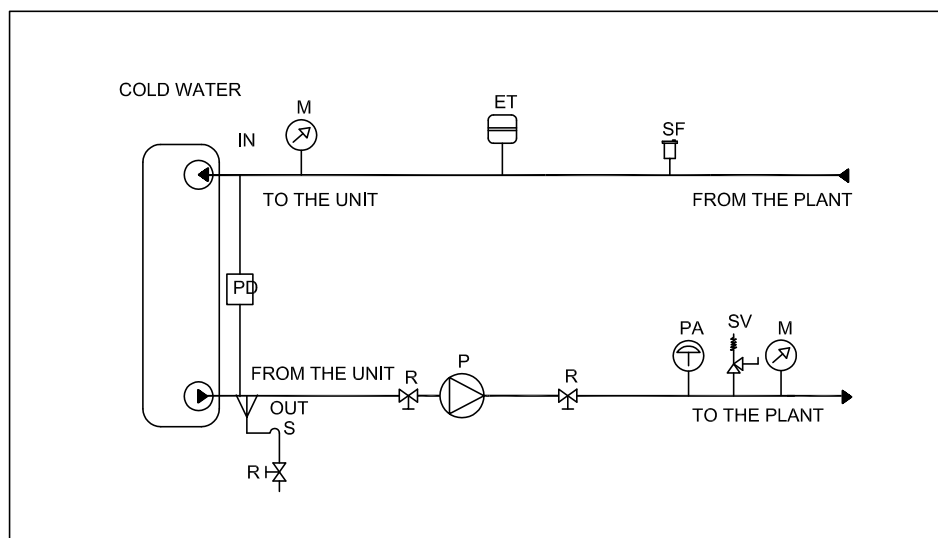 COLD WATER
M
ET
SF
IN
TO THE UNIT
FROM THE PLANT
PD
PA
SV
M
FROM THE UNIT
R
P
R
OUT
TO THE PLANT
S
R